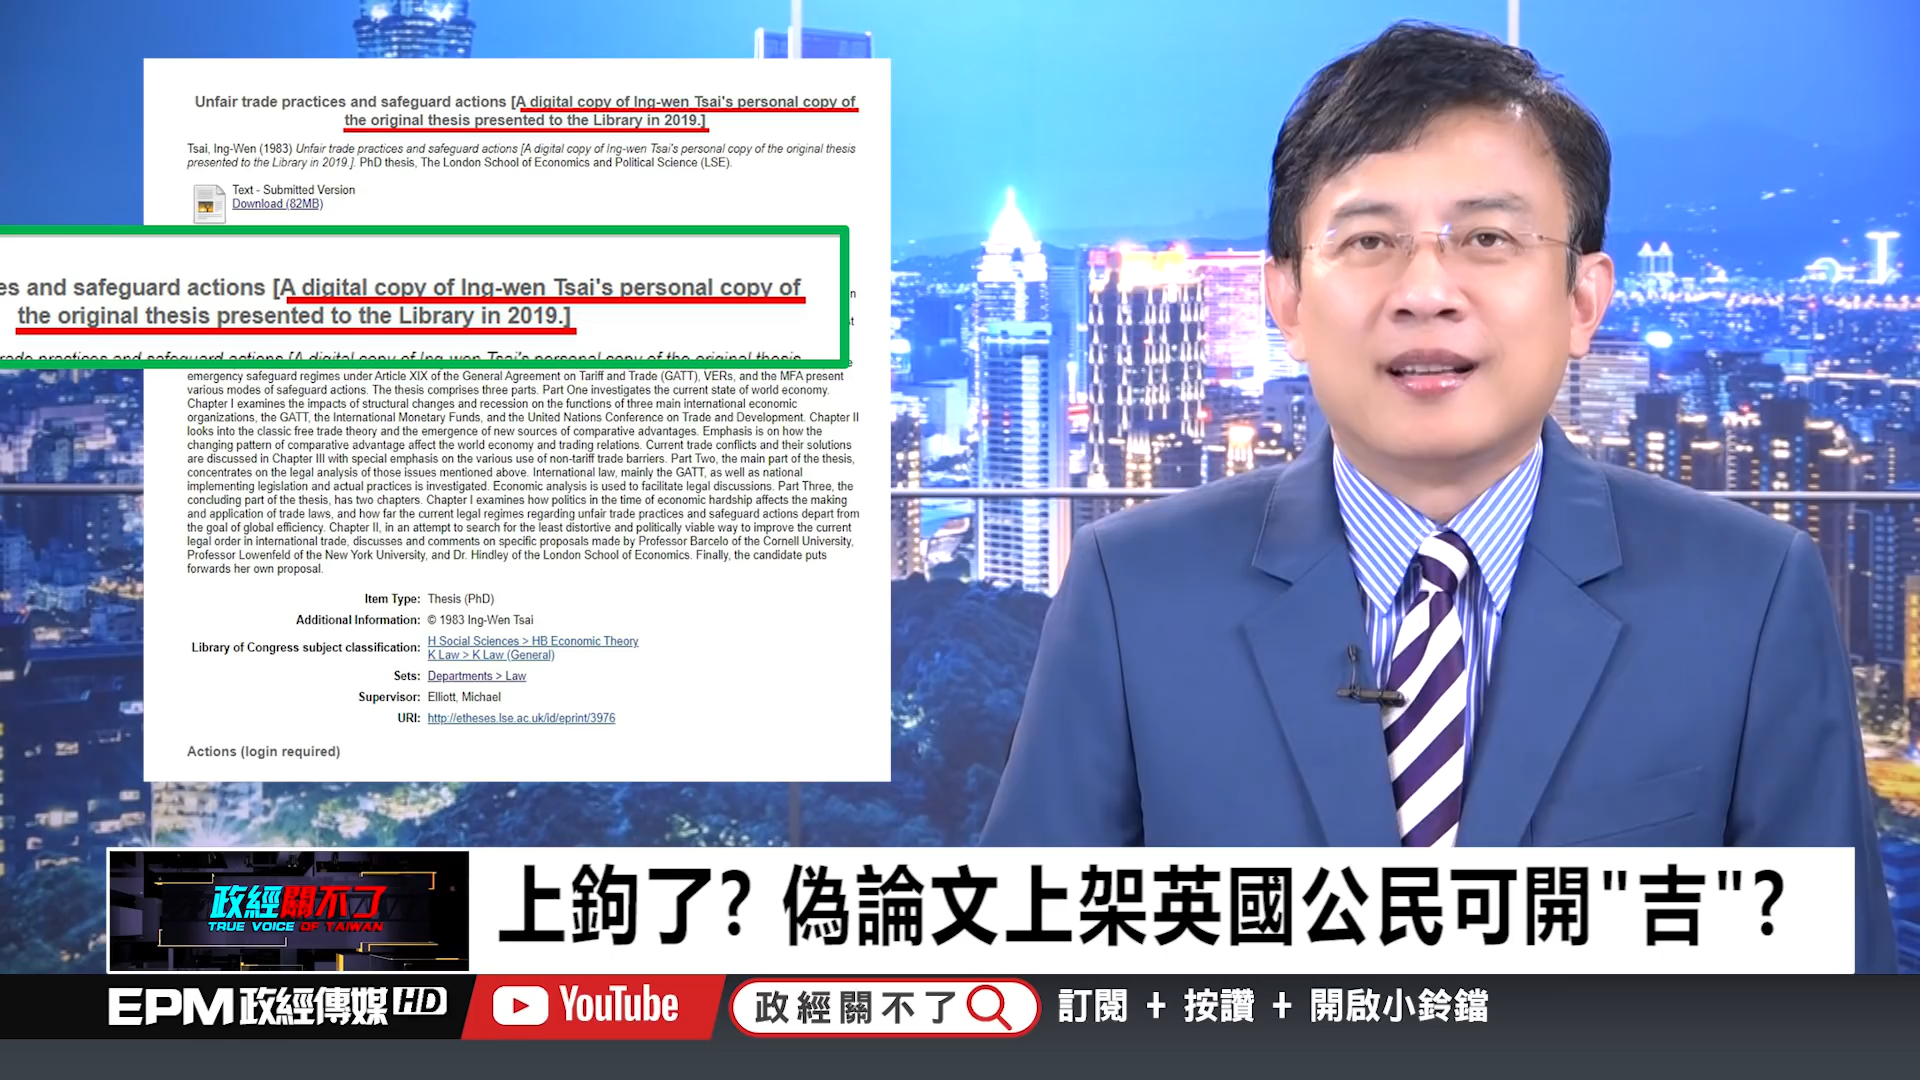 Unfair trade practices and safeguard actions [A digital copy of Ing-wen Tsai's personal copy of
the original thesis presented to the Library in 2019.]
Tsai, Ing-Wen (1983) Unfair trade practices and safeguard actions [A digital copy of Ing-wen Tsai's personal copy of the original thesis
presented to the Library in 2019.]. PhD thesis, The London School of Economics and Political Science (LSE).
Text - Submitted Version
Download (82MB)
es and safeguard actions [A digital copy of Ing-wen Tsai's personal copy of
the original thesis presented to the Library in 2019.]
rade practices and safeguard actions [A digital copy of Ing-wen Tsai's personal copy of the original thesis
emergency safeguard regimes under Article XIX of the General Agreement on Tariff and Trade (GATT), VERs, and the MFA present
various modes of safeguard actions. The thesis comprises three parts. Part One investigates the current state of world economy.
Chapter I examines the impacts of structural changes and recession on the functions of three main international economic
organizations, the GATT, the International Monetary Funds, and the United Nations Conference on Trade and Development. Chapter II
looks into the classic free trade theory and the emergence of new sources of comparative advantages. Emphasis is on how the
changing pattern of comparative advantage affect the world economy and trading relations. Current trade conflicts and their solutions
are discussed in Chapter III with special emphasis on the various use of non-tariff trade barriers. Part Two, the main part of the thesis,
concentrates on the legal analysis of those issues mentioned above. International law, mainly the GATT, as well as national
implementing legislation and actual practices is investigated. Economic analysis is used to facilitate legal discussions. Part Three, the
concluding part of the thesis, has two chapters. Chapter I examines how politics in the time of economic hardship affects the making
and application of trade laws, and how far the current legal regimes regarding unfair trade practices and safeguard actions depart from
the goal of global efficiency. Chapter II, in an attempt to search for the least distortive and politically viable way to improve the current
legal order in international trade, discusses and comments on specific proposals made by Professor Barcelo of the Cornell University,
Professor Lowenfeld of the New York University, and Dr. Hindley of the London School of Economics. Finally, the candidate puts
forwards her own proposal.
Item Type: Thesis (PhD)
Additional Information: © 1983 Ing-Wen Tsai
Library of Congress subject classification: H Social Sciences > HB Economic Theory
K Law > K Law (General)
Sets: Departments > Law
Supervisor: Elliott, Michael
URI: http://etheses.lse.ac.uk/id/eprint/3976
Actions (login required)
政經關不了
TRUE VOICE OF TAIWAN
上鉤了? 偽論文上架英國公民可開"吉"?
EPM政經傳媒HD
YouTube
政經關不了
訂閱 + 按讚 + 開啟小鈴鐺